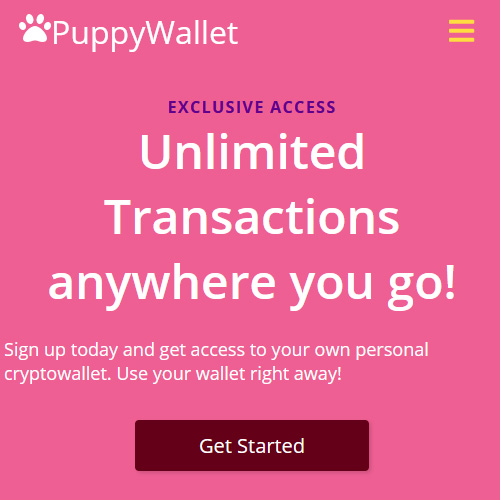 PuppyWallet
EXCLUSIVE ACCESS
Unlimited
Transactions
anywhere you go!
Sign up today and get access to your own personal
cryptowallet. Use your wallet right away!
Get Started